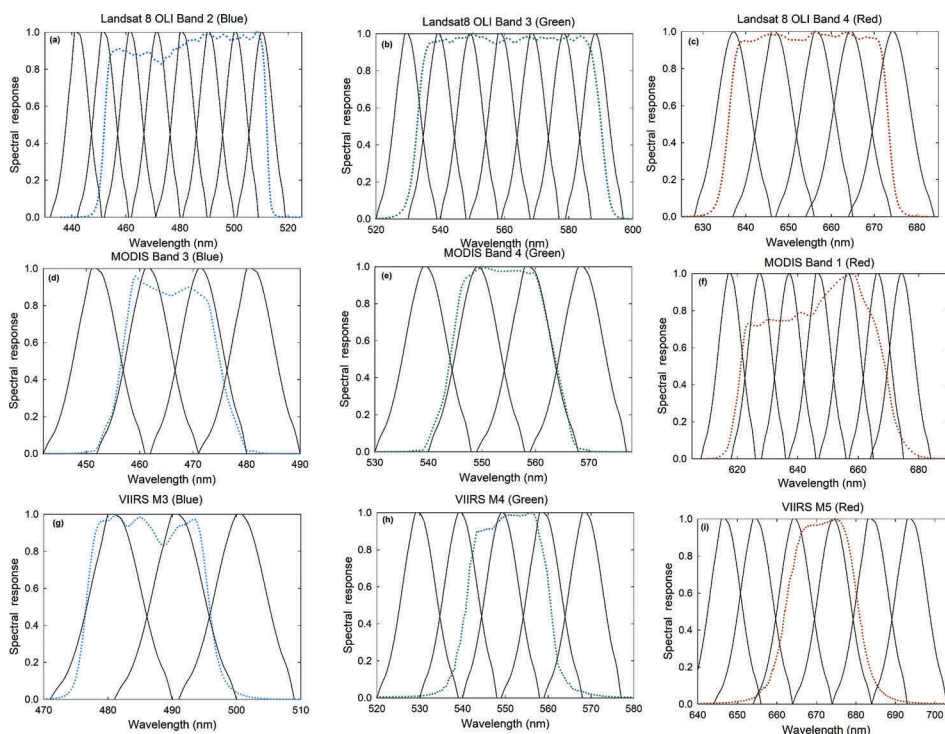 Landsat 8 OLI Band 2 (Blue)
(a)
Spectral response
1.0
0.8
0.6
0.4
0.2
0.0
440 460 480 500 520
Wavelength (nm)
Landsat8 OLI Band 3 (Green)
(b)
Spectral response
1.0
0.8
0.6
0.4
0.2
0.0
520 540 560 580 600
Wavelength (nm)
Landsat 8 OLI Band 4 (Red)
(c)
Spectral response
1.0
0.8
0.6
0.4
0.2
0.0
630 640 650 660 670 680
Wavelength (nm)
MODIS Band 3 (Blue)
(d)
Spectral response
1.0
0.8
0.6
0.4
0.2
0.0
450 460 470 480 490
Wavelength (nm)
MODIS Band 4 (Green)
(e)
Spectral response
1.0
0.8
0.6
0.4
0.2
0.0
530 540 550 560 570
Wavelength (nm)
MODIS Band 1 (Red)
(f)
Spectral response
1.0
0.8
0.6
0.4
0.2
0.0
620 640 660 680
Wavelength (nm)
VIIRS M3 (Blue)
(g)
Spectral response
1.0
0.8
0.6
0.4
0.2
0.0
470 480 490 500 510
Wavelength (nm)
VIIRS M4 (Green)
(h)
Spectral response
1.0
0.8
0.6
0.4
0.2
0.0
520 530 540 550 560 570 580
Wavelength (nm)
VIIRS M5 (Red)
(i)
Spectral response
1.0
0.8
0.6
0.4
0.2
0.0
640 650 660 670 680 690 700
Wavelength (nm)